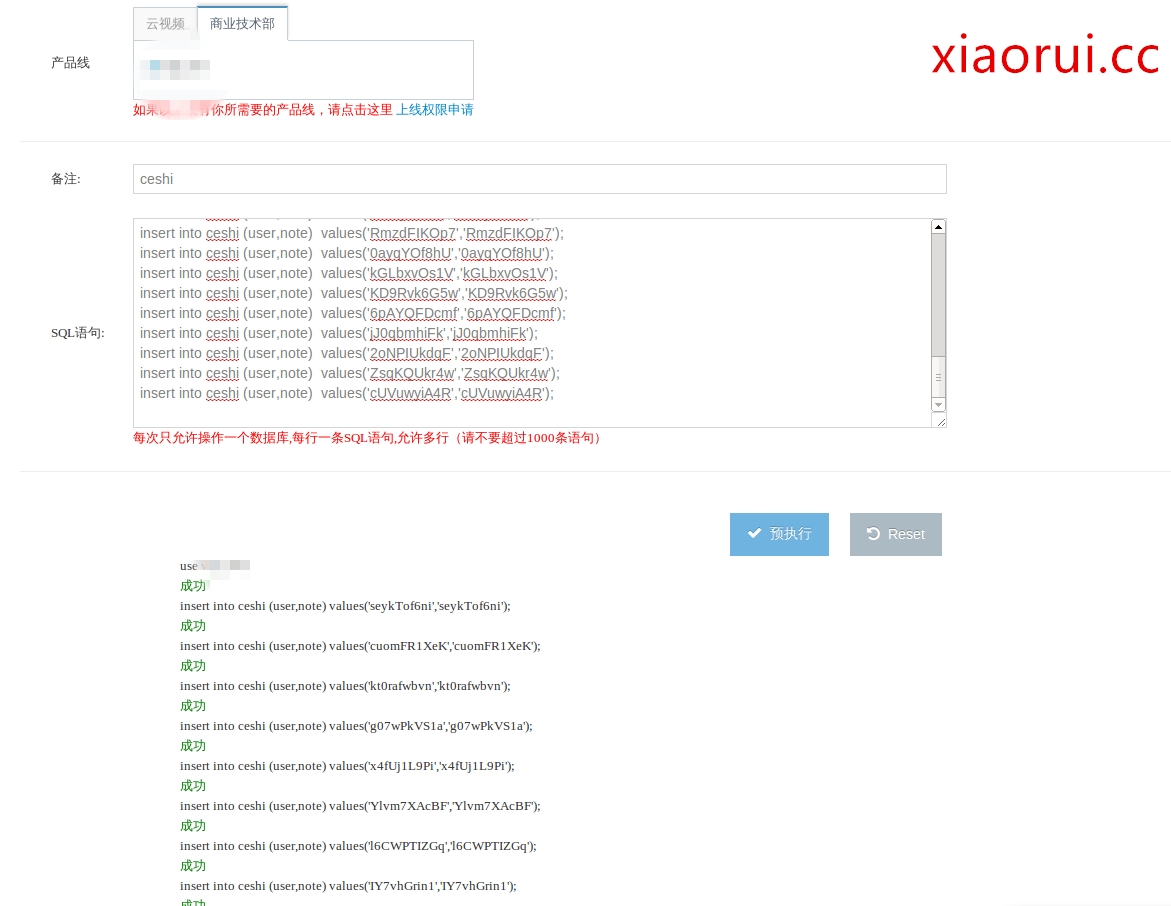 云视频
商业技术部
xiaorui.cc
产品线
如果 有你所需要的产品线，请点击这里 上线权限申请
备注:
ceshi
insert into ceshi (user,note)  values('RmzdFIKOp7','RmzdFIKOp7');
insert into ceshi (user,note)  values('0ayqYOf8hU','0ayqYOf8hU');
insert into ceshi (user,note)  values('kGLbxvOs1V','kGLbxvOs1V');
insert into ceshi (user,note)  values('KD9Rvk6G5w','KD9Rvk6G5w');
insert into ceshi (user,note)  values('6pAYQFDcmf','6pAYQFDcmf');
SQL语句:
insert into ceshi (user,note)  values('jJ0qbmhiFk','jJ0qbmhiFk');
insert into ceshi (user,note)  values('2oNPIUkdqF','2oNPIUkdqF');
insert into ceshi (user,note)  values('ZsqKQUkr4w','ZsqKQUkr4w');
insert into ceshi (user,note)  values('cUVuwyiA4R','cUVuwyiA4R');
每次只允许操作一个数据库,每行一条SQL语句,允许多行（请不要超过1000条语句）
预执行
Reset
use
成功
insert into ceshi (user,note) values('seykTof6ni','seykTof6ni');
成功
insert into ceshi (user,note) values('cuomFR1XeK','cuomFR1XeK');
成功
insert into ceshi (user,note) values('kt0rafwbvn','kt0rafwbvn');
成功
insert into ceshi (user,note) values('g07wPkVS1a','g07wPkVS1a');
成功
insert into ceshi (user,note) values('x4fUj1L9Pi','x4fUj1L9Pi');
成功
insert into ceshi (user,note) values('Ylvm7XAcBF','Ylvm7XAcBF');
成功
insert into ceshi (user,note) values('l6CWPTIZGq','l6CWPTIZGq');
成功
insert into ceshi (user,note) values('IY7vhGrin1','IY7vhGrin1');
成功